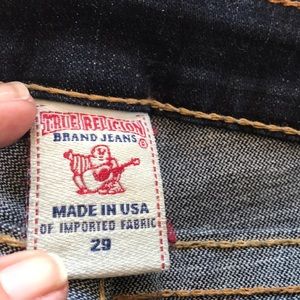 TRUE RELIGION
BRAND JEANS ®
MADE IN USA
OF IMPORTED FABRIC
29